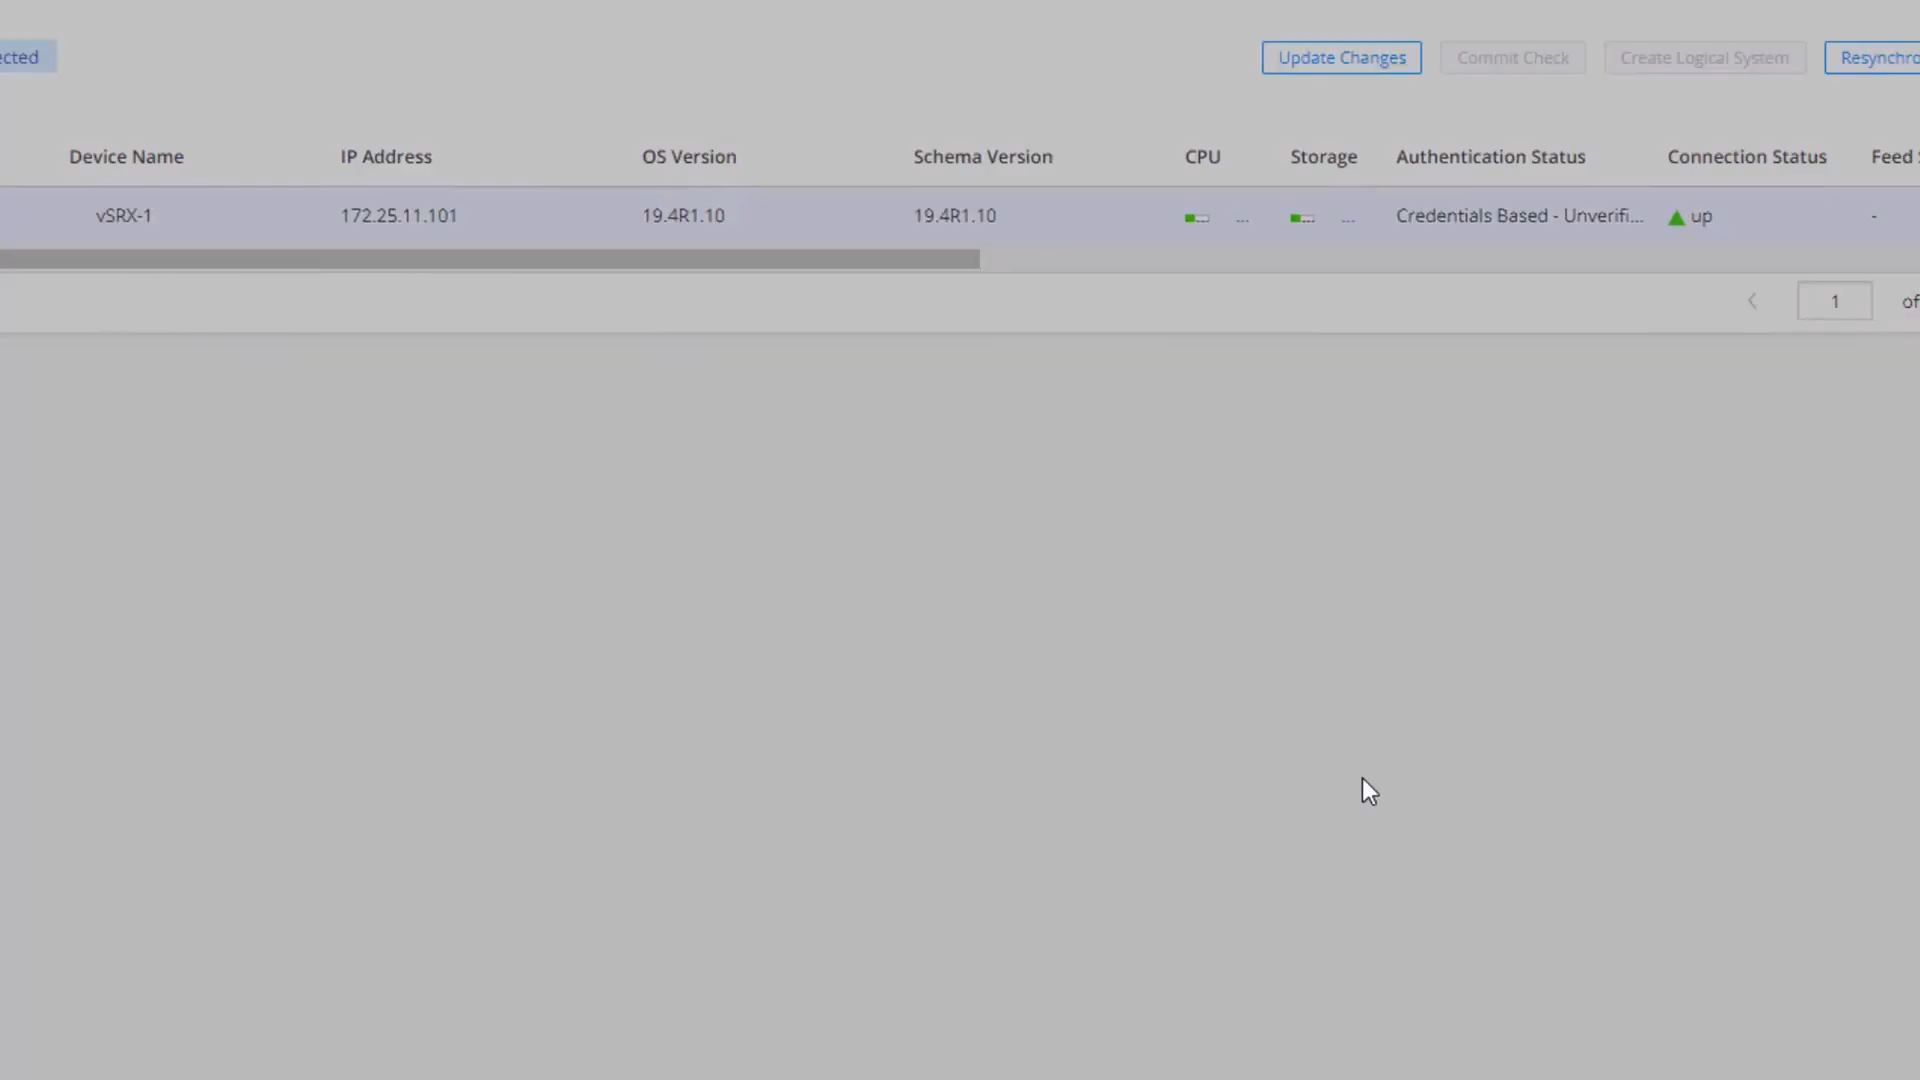 ected
Update Changes
Commit Check
Create Logical System
Resynchro
Device Name IP Address OS Version Schema Version CPU Storage Authentication Status Connection Status Feed
vSRX-1 172.25.11.101 19.4R1.10 19.4R1.10 ... ... Credentials Based - Unverifi... up -
1 of